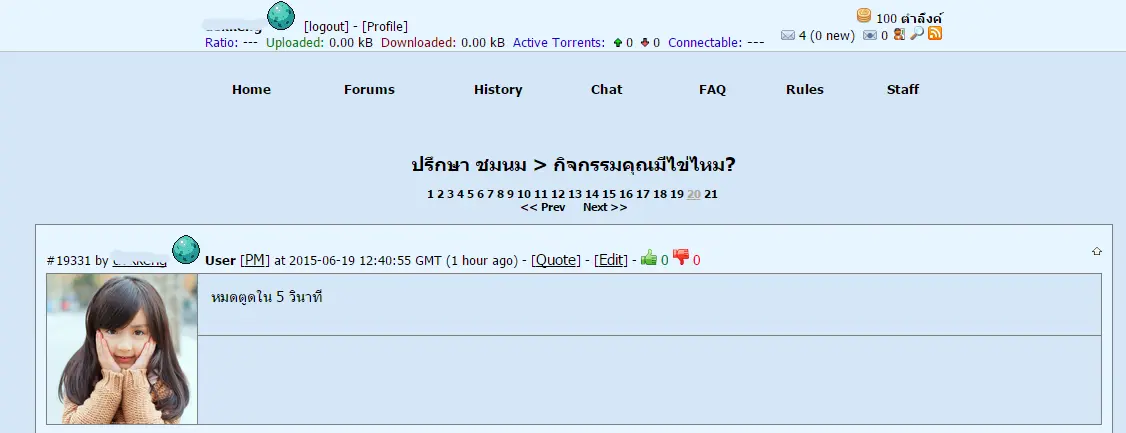 [logout] - [Profile]
100 ตำลึงค์
Ratio: --- Uploaded: 0.00 kB Downloaded: 0.00 kB Active Torrents: 0 0 Connectable: ---
4 (0 new) 0
Home Forums History Chat FAQ Rules Staff
ปรึกษา ชมนม > กิจกรรมคุณมีไข่ไหม?
1 2 3 4 5 6 7 8 9 10 11 12 13 14 15 16 17 18 19 20 21
<< Prev Next >>
#19331 by User [PM] at 2015-06-19 12:40:55 GMT (1 hour ago) - [Quote] - [Edit] - 0 0
หมดตูดใน 5 วินาที